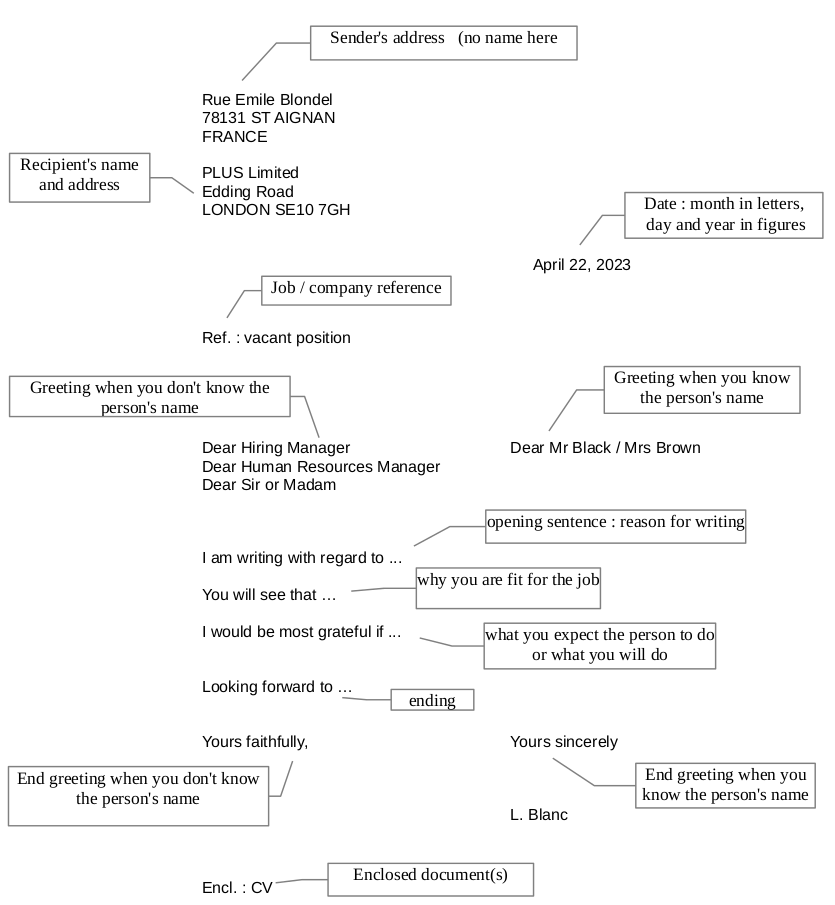 Sender's address   (no name here
Rue Emile Blondel
78131 ST AIGNAN
FRANCE
Recipient's name
and address
PLUS Limited
Edding Road
LONDON SE10 7GH
Date : month in letters,
day and year in figures
April 22, 2023
Job / company reference
Ref. : vacant position
Greeting when you don't know the
person's name
Greeting when you know
the person's name
Dear Hiring Manager
Dear Human Resources Manager
Dear Sir or Madam
Dear Mr Black / Mrs Brown
opening sentence : reason for writing
I am writing with regard to ...
why you are fit for the job
You will see that …
I would be most grateful if ...
what you expect the person to do
or what you will do
Looking forward to …
ending
Yours faithfully,
Yours sincerely
End greeting when you don't know
the person's name
End greeting when you
know the person's name
L. Blanc
Enclosed document(s)
Encl. : CV